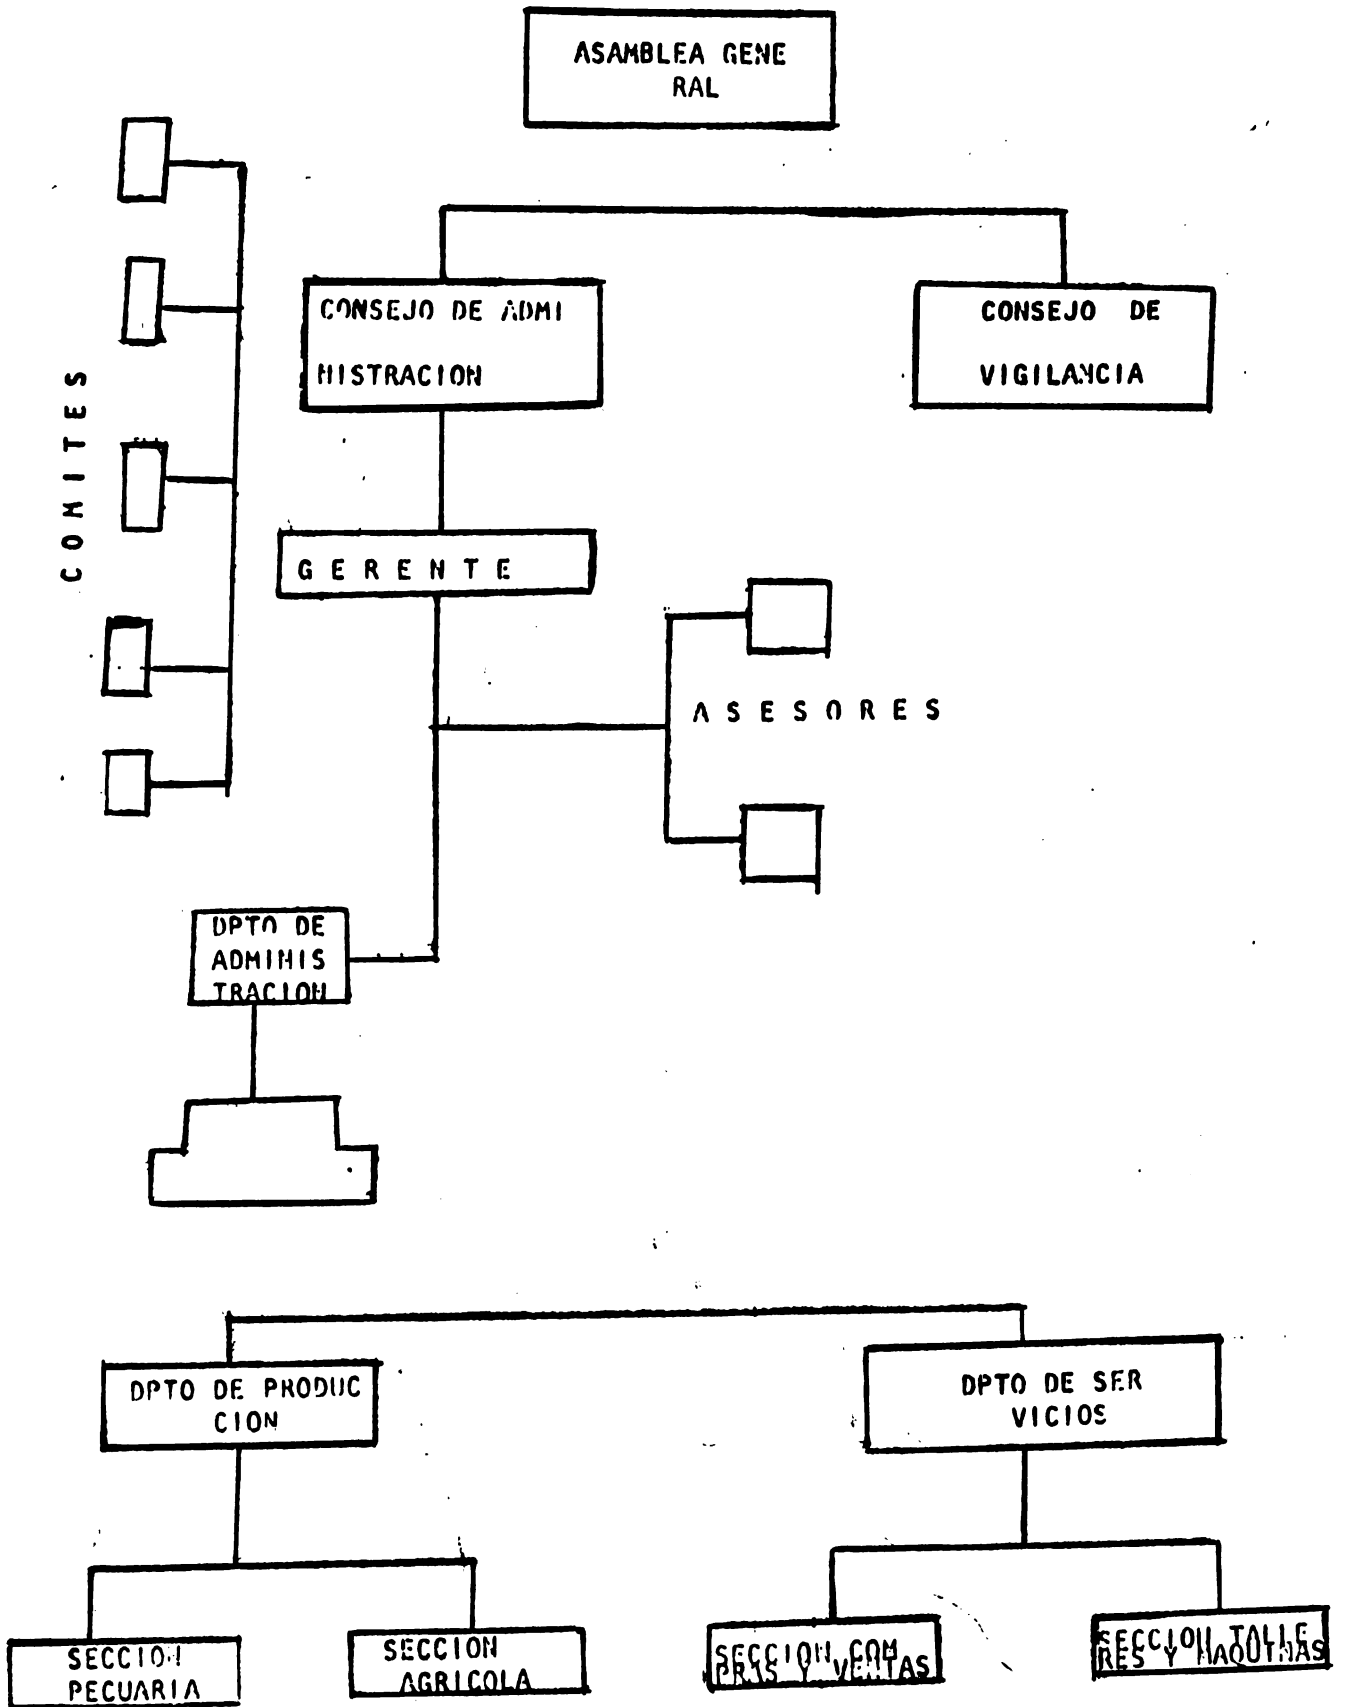 ASAMBLEA GENE
RAL
CONSEJO DE ADMI
NISTRACION
CONSEJO DE
VIGILANCIA
COMITES
GERENTE
ASESORES
DPTO DE
ADMINIS
TRACION
DPTO DE PRODUC
CION
DPTO DE SER
VICIOS
SECCION
PECUARIA
SECCION
AGRICOLA
SECCION COM
PRAS Y VENTAS
SECCION TALLE
RES Y MAQUINAS